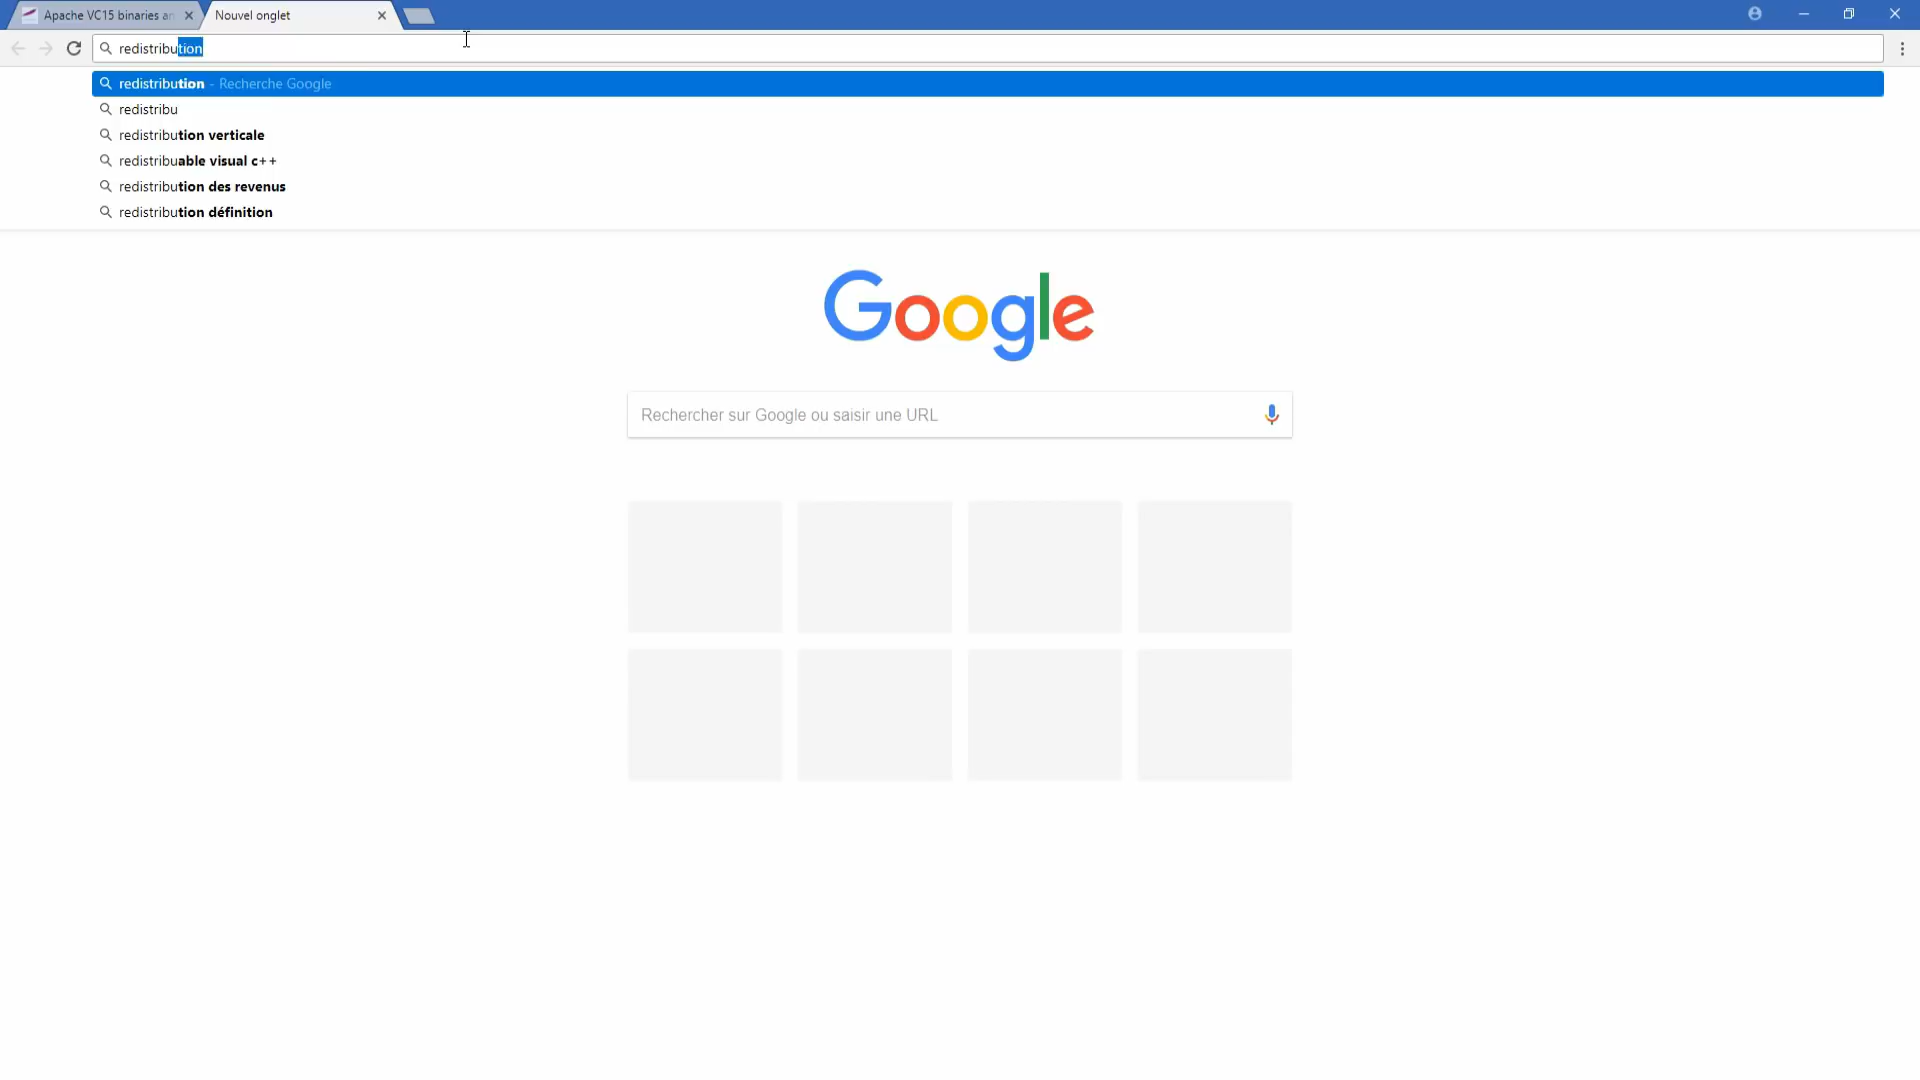 Apache VC15 binaries an
Nouvel onglet
redistribution
redistribution - Recherche Google
redistribu
redistribution verticale
redistribuable visual c++
redistribution des revenus
redistribution définition
Google
Rechercher sur Google ou saisir une URL